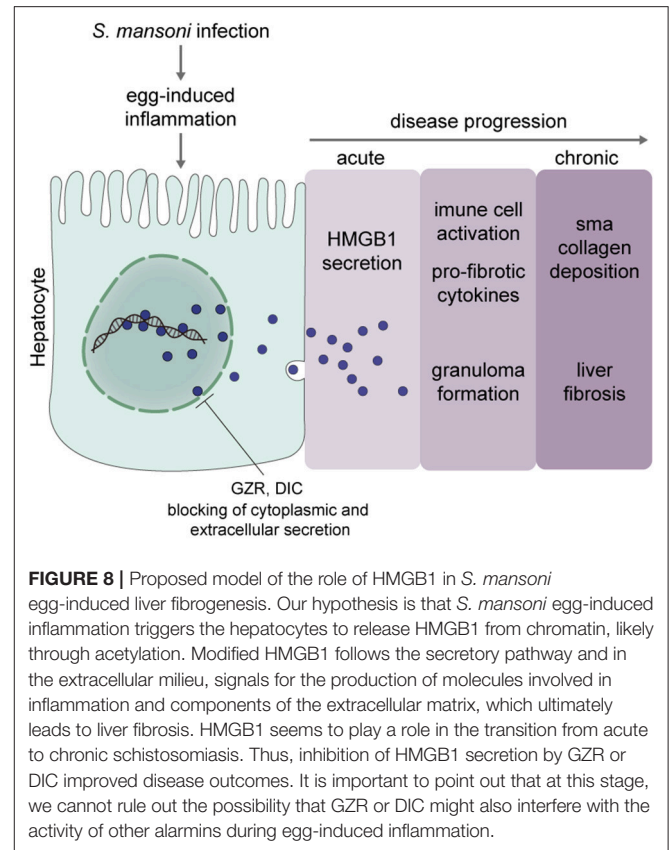 S. mansoni infection
egg-induced
inflammation
disease progression
acute
chronic
Hepatocyte
HMGB1
secretion
imune cell
activation
pro-fibrotic
cytokines
granuloma
formation
sma
collagen
deposition
liver
fibrosis
GZR, DIC
blocking of cytoplasmic and
extracellular secretion
FIGURE 8 | Proposed model of the role of HMGB1 in S. mansoni
egg-induced liver fibrogenesis. Our hypothesis is that S. mansoni egg-induced
inflammation triggers the hepatocytes to release HMGB1 from chromatin, likely
through acetylation. Modified HMGB1 follows the secretory pathway and in
the extracellular milieu, signals for the production of molecules involved in
inflammation and components of the extracellular matrix, which ultimately
leads to liver fibrosis. HMGB1 seems to play a role in the transition from acute
to chronic schistosomiasis. Thus, inhibition of HMGB1 secretion by GZR or
DIC improved disease outcomes. It is important to point out that at this stage,
we cannot rule out the possibility that GZR or DIC might also interfere with the
activity of other alarmins during egg-induced inflammation.